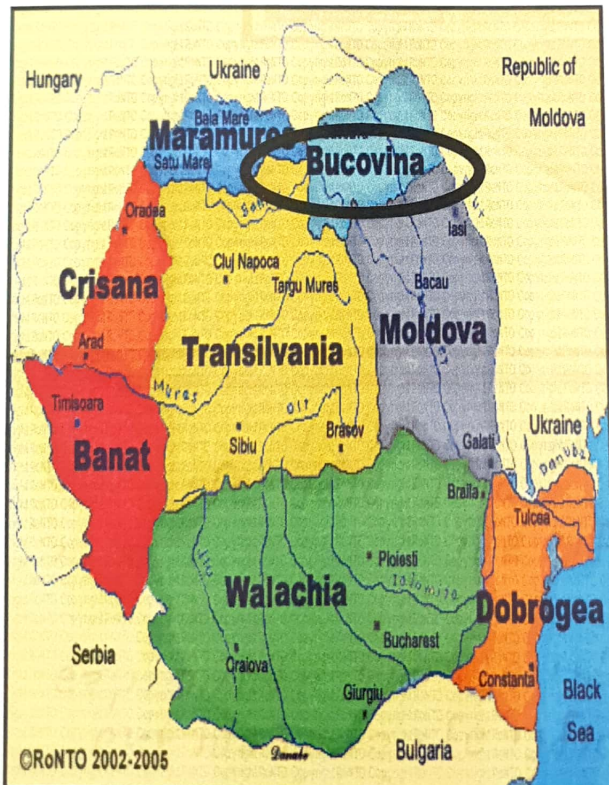 Hungary
Ukraine
Republic of
Moldova
Baia Mare
Maramures
Satu Mare
Bucovina
Oradea
Iasi
Cluj Napoca
Crisana
Targu Mures
Bacau
Moldova
Transilvania
Arad
Mures
Olt
Timisoara
Ukraine
Banat
Sibiu
Brasov
Galati
Danube
Braila
Tulcea
Ploiesti
Jiu
Ialomita
Walachia
Dobrogea
Serbia
Bucharest
Craiova
Constanta
Black
Sea
Giurgiu
Bulgaria
Danube
©RoNTO 2002-2005